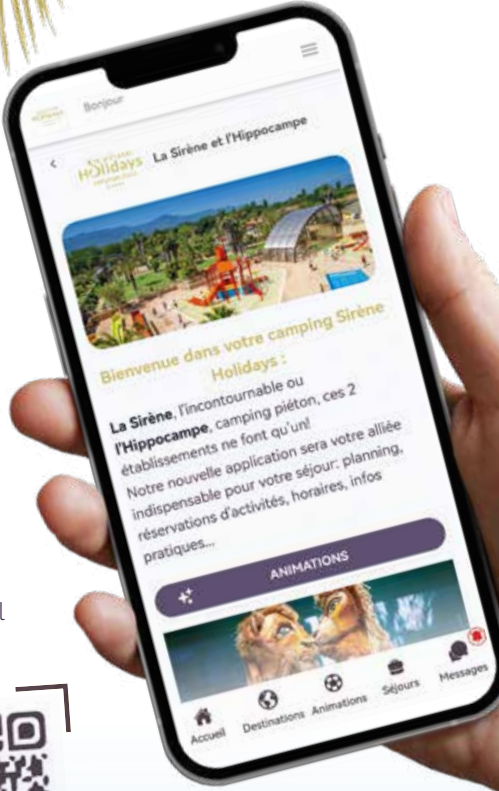 Bonjour
Holidays
La Sirène et l'Hippocampe
Bienvenue dans votre camping Sirène
Holidays :
La Sirène, l'incontournable ou
l'Hippocampe, camping piéton, ces 2
établissements ne font qu'un!
Notre nouvelle application sera votre alliée
indispensable pour votre séjour: planning,
réservations d'activités, horaires, infos
pratiques...
ANIMATIONS
Accueil
Destinations
Animations
Séjours
Messages